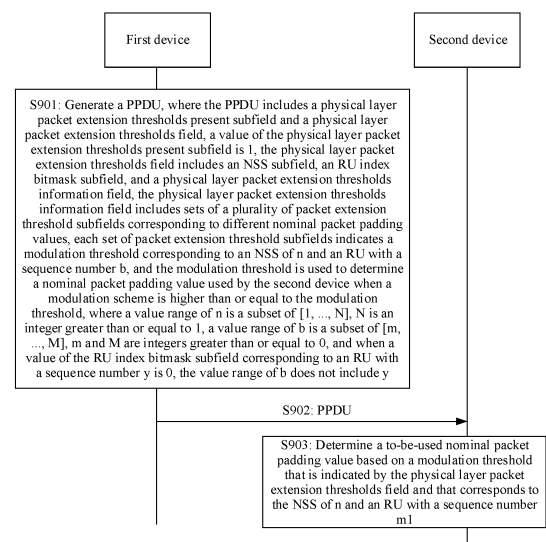 First device
Second device
S901: Generate a PPDU, where the PPDU includes a physical layer
packet extension thresholds present subfield and a physical layer
packet extension thresholds field, a value of the physical layer packet
extension thresholds present subfield is 1, the physical layer packet
extension thresholds field includes an NSS subfield, an RU index
bitmask subfield, and a physical layer packet extension thresholds
information field, the physical layer packet extension thresholds
information field includes sets of a plurality of packet extension
threshold subfields corresponding to different nominal packet padding
values, each set of packet extension threshold subfields indicates a
modulation threshold corresponding to an NSS of n and an RU with a
sequence number b, and the modulation threshold is used to determine
a nominal packet padding value used by the second device when a
modulation scheme is higher than or equal to the modulation
threshold, where a value range of n is a subset of [1, ..., N], N is an
integer greater than or equal to 1, a value range of b is a subset of [m,
..., M], m and M are integers greater than or equal to 0, and when a
value of the RU index bitmask subfield corresponding to an RU with
a sequence number y is 0, the value range of b does not include y
S902: PPDU
S903: Determine a to-be-used nominal packet
padding value based on a modulation threshold
that is indicated by the physical layer packet
extension thresholds field and that corresponds to
the NSS of n and an RU with a sequence number
m1